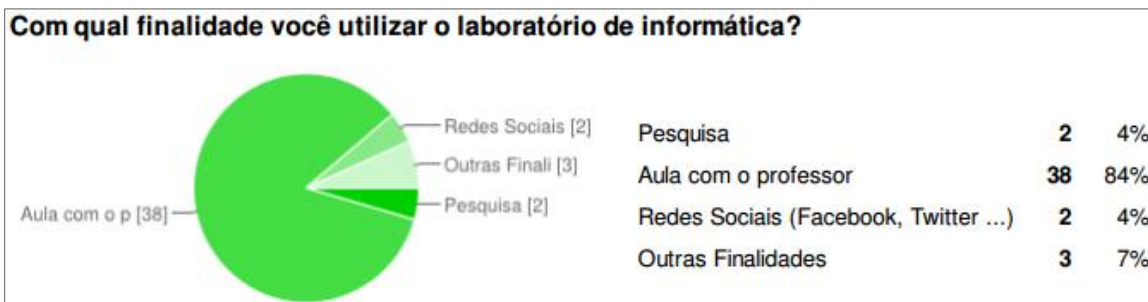 Com qual finalidade você utilizar o laboratório de informática?
Redes Sociais [2]
Outras Finali [3]
Pesquisa [2]
Aula com o p [38]
Pesquisa 2 4%
Aula com o professor 38 84%
Redes Sociais (Facebook, Twitter ...) 2 4%
Outras Finalidades 3 7%